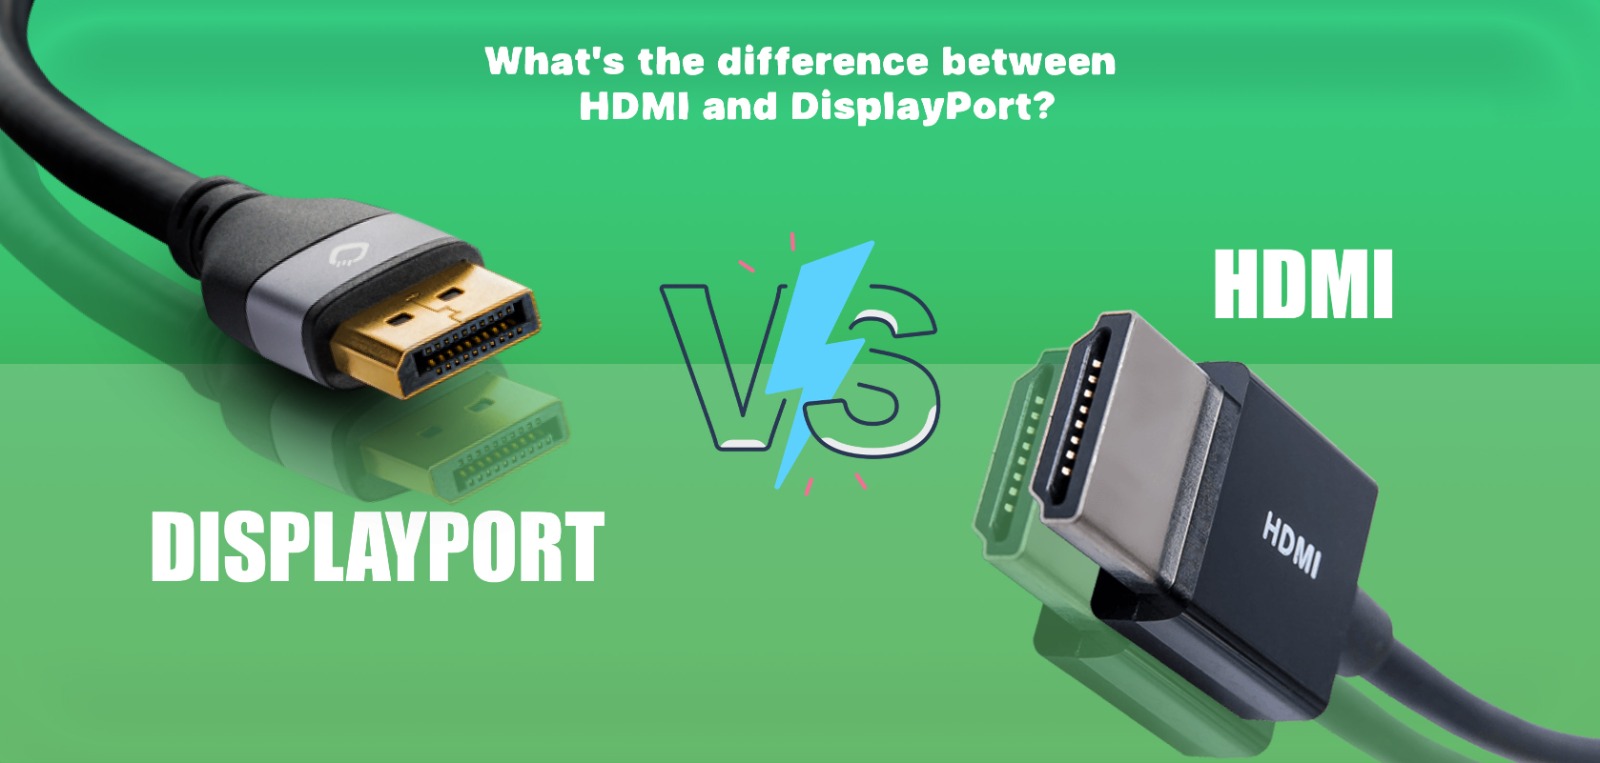 What's the difference between
HDMI and DisplayPort?
VS
HDMI
HDMI
DISPLAYPORT